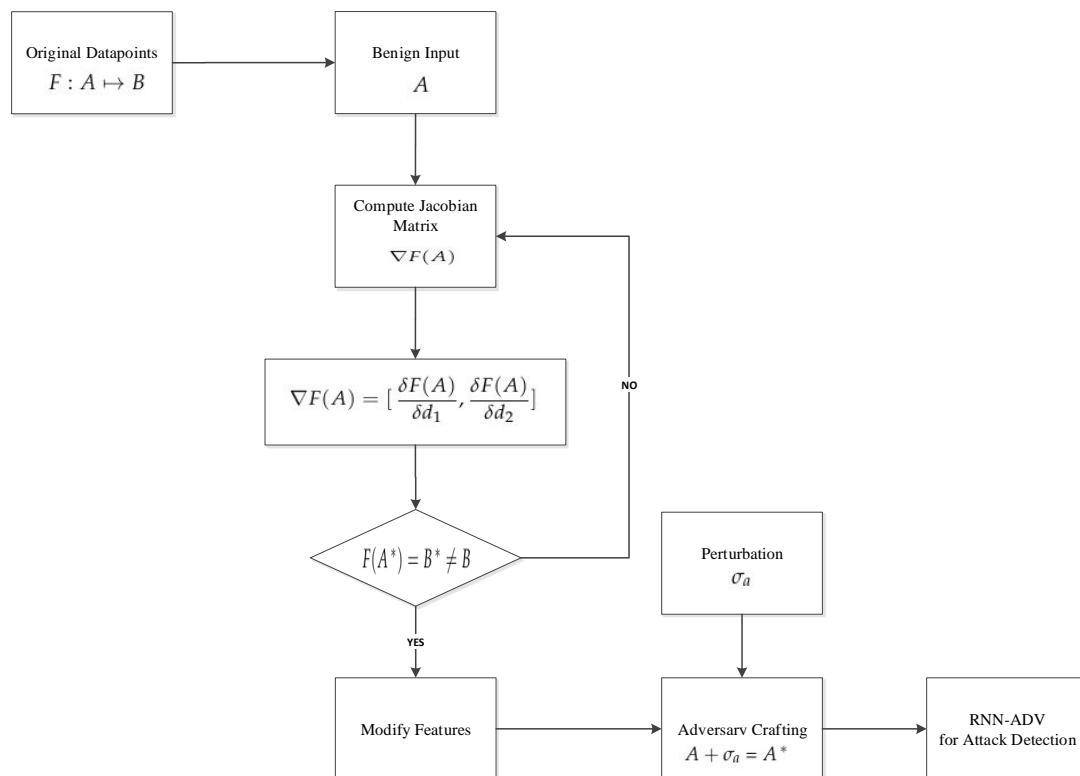 Original Datapoints
F : A ↦ B
Benign Input
A
Compute Jacobian
Matrix
∇F(A)
∇F(A) = [ δF(A)/δd₁, δF(A)/δd₂ ]
NO
F(A*) = B* ≠ B
YES
Perturbation
σₐ
Modify Features
Adversary Crafting
A + σₐ = A*
RNN-ADV
for Attack Detection